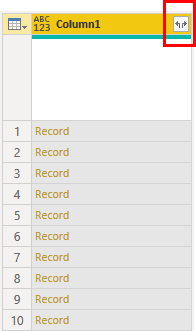 ABC
123 Column1
1 Record
2 Record
3 Record
4 Record
5 Record
6 Record
7 Record
8 Record
9 Record
10 Record